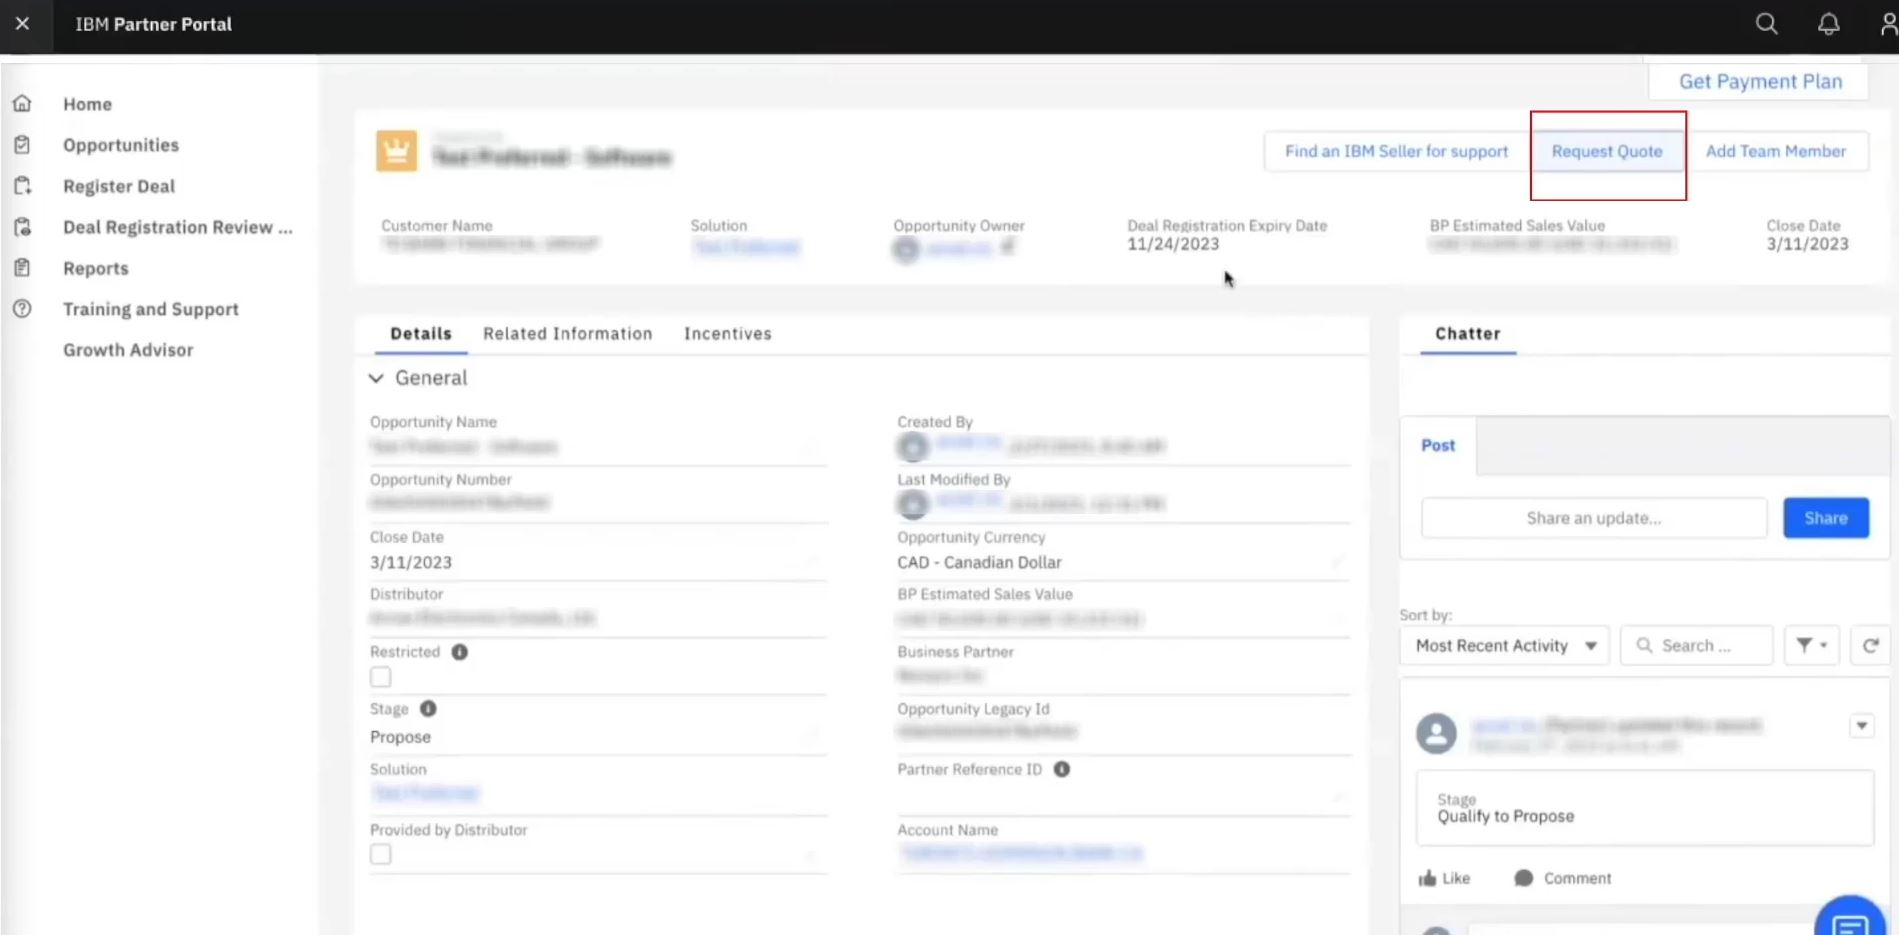 IBM Partner Portal
Get Payment Plan
Home
Opportunities
Register Deal
Deal Registration Review ...
Reports
Training and Support
Growth Advisor
Find an IBM Seller for support
Request Quote
Add Team Member
Customer Name
Solution
Opportunity Owner
Deal Registration Expiry Date
11/24/2023
BP Estimated Sales Value
Close Date
3/11/2023
Details
Related Information
Incentives
General
Opportunity Name
Created By
Opportunity Number
Last Modified By
Close Date
3/11/2023
Opportunity Currency
CAD - Canadian Dollar
Distributor
BP Estimated Sales Value
Restricted
Business Partner
Stage
Propose
Opportunity Legacy Id
Solution
Partner Reference ID
Provided by Distributor
Account Name
Chatter
Post
Share an update...
Share
Sort by:
Most Recent Activity
Search ...
Stage
Qualify to Propose
Like
Comment